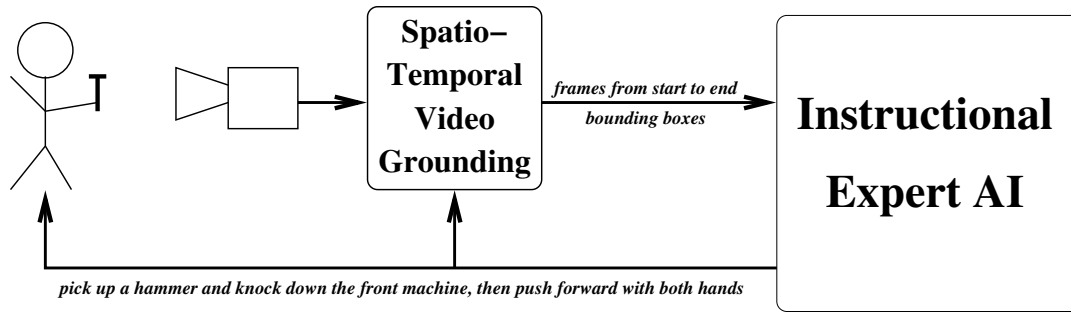 Spatio–
Temporal
Video
Grounding
frames from start to end
bounding boxes
Instructional
Expert AI
pick up a hammer and knock down the front machine, then push forward with both hands